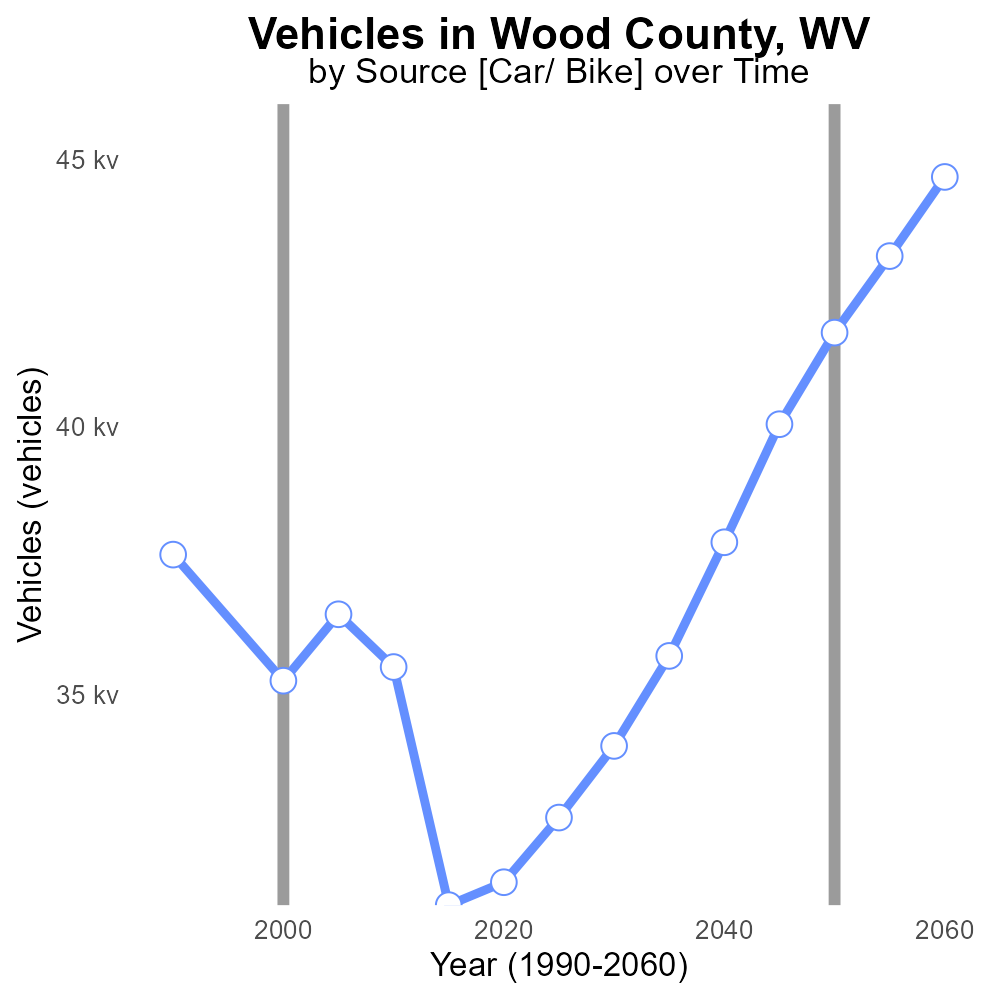 Vehicles in Wood County, WV
by Source [Car/ Bike] over Time
45 kv
40 kv
35 kv
Vehicles (vehicles)
2000 2020 2040 2060
Year (1990-2060)